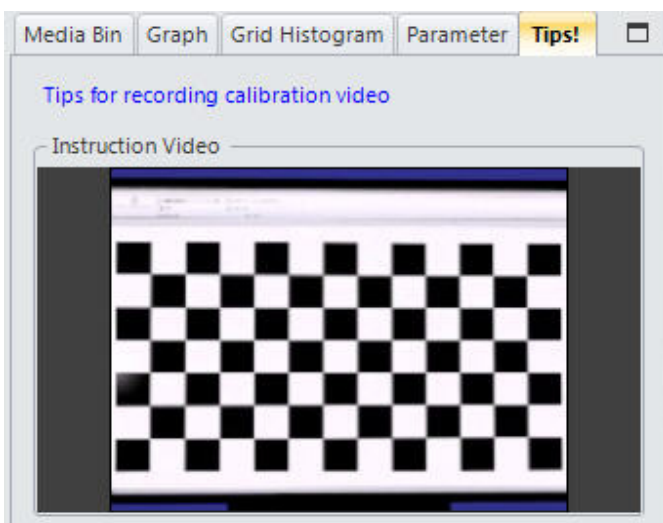 Media Bin Graph Grid Histogram Parameter Tips!
Tips for recording calibration video
Instruction Video